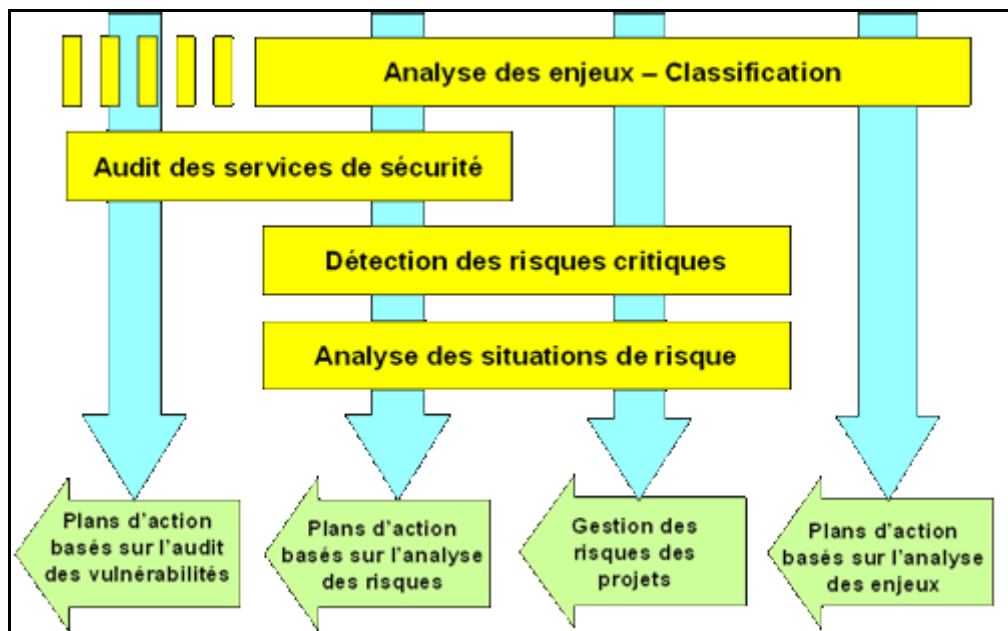 Analyse des enjeux – Classification
Audit des services de sécurité
Détection des risques critiques
Analyse des situations de risque
Plans d'action
basés sur l'audit
des vulnérabilités
Plans d'action
basés sur l'analyse
des risques
Gestion des
risques des
projets
Plans d'action
basés sur l'analyse
des enjeux